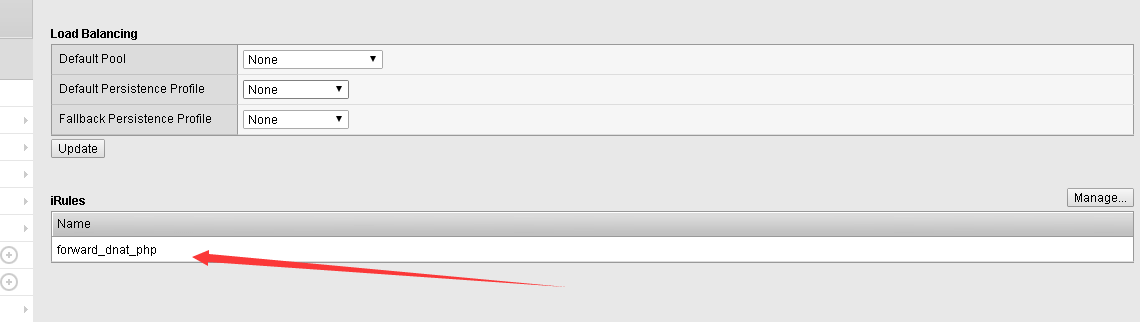 Load Balancing
Default Pool None
Default Persistence Profile None
Fallback Persistence Profile None
Update
iRules Manage...
Name
forward_dnat_php